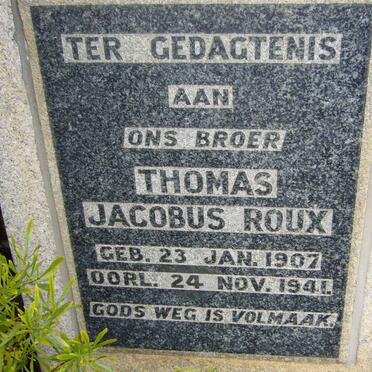 TER GEDAGTENIS
AAN
ONS BROER
THOMAS
JACOBUS ROUX
GEB. 23 JAN. 1907
OORL. 24 NOV. 1941.
GODS WEG IS VOLMAAK.